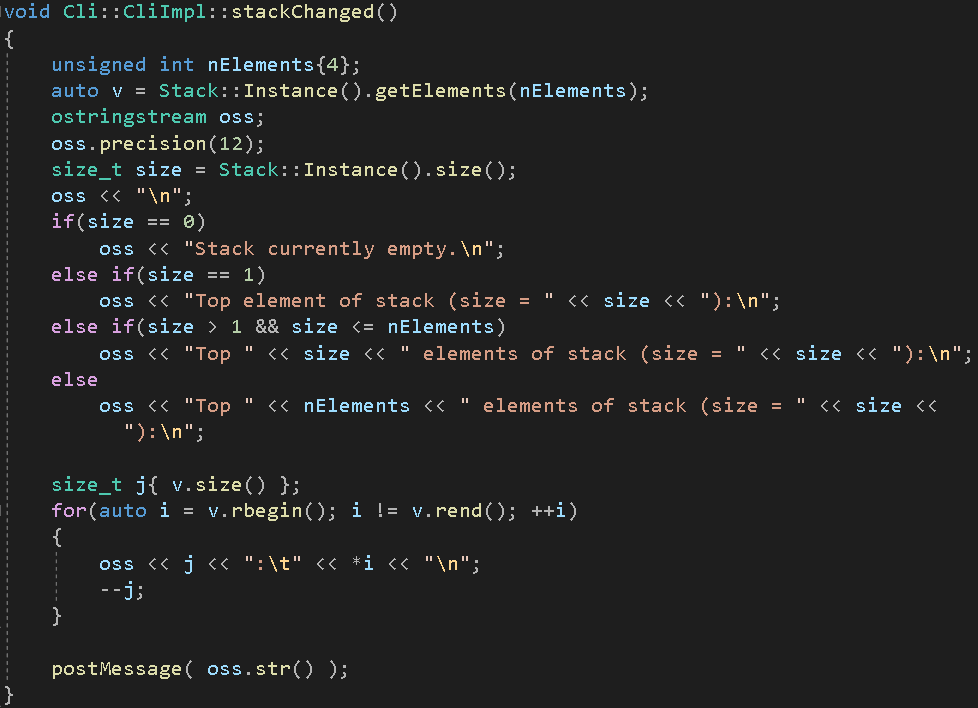 void Cli::CliImpl::stackChanged()
{
    unsigned int nElements{4};
    auto v = Stack::Instance().getElements(nElements);
    ostringstream oss;
    oss.precision(12);
    size_t size = Stack::Instance().size();
    oss << "\n";
    if(size == 0)
        oss << "Stack currently empty.\n";
    else if(size == 1)
        oss << "Top element of stack (size = " << size << "):\n";
    else if(size > 1 && size <= nElements)
        oss << "Top " << size << " elements of stack (size = " << size << "):\n";
    else
        oss << "Top " << nElements << " elements of stack (size = " << size <<
          "):\n";

    size_t j{ v.size() };
    for(auto i = v.rbegin(); i != v.rend(); ++i)
    {
        oss << j << ":\t" << *i << "\n";
        --j;
    }

    postMessage( oss.str() );
}